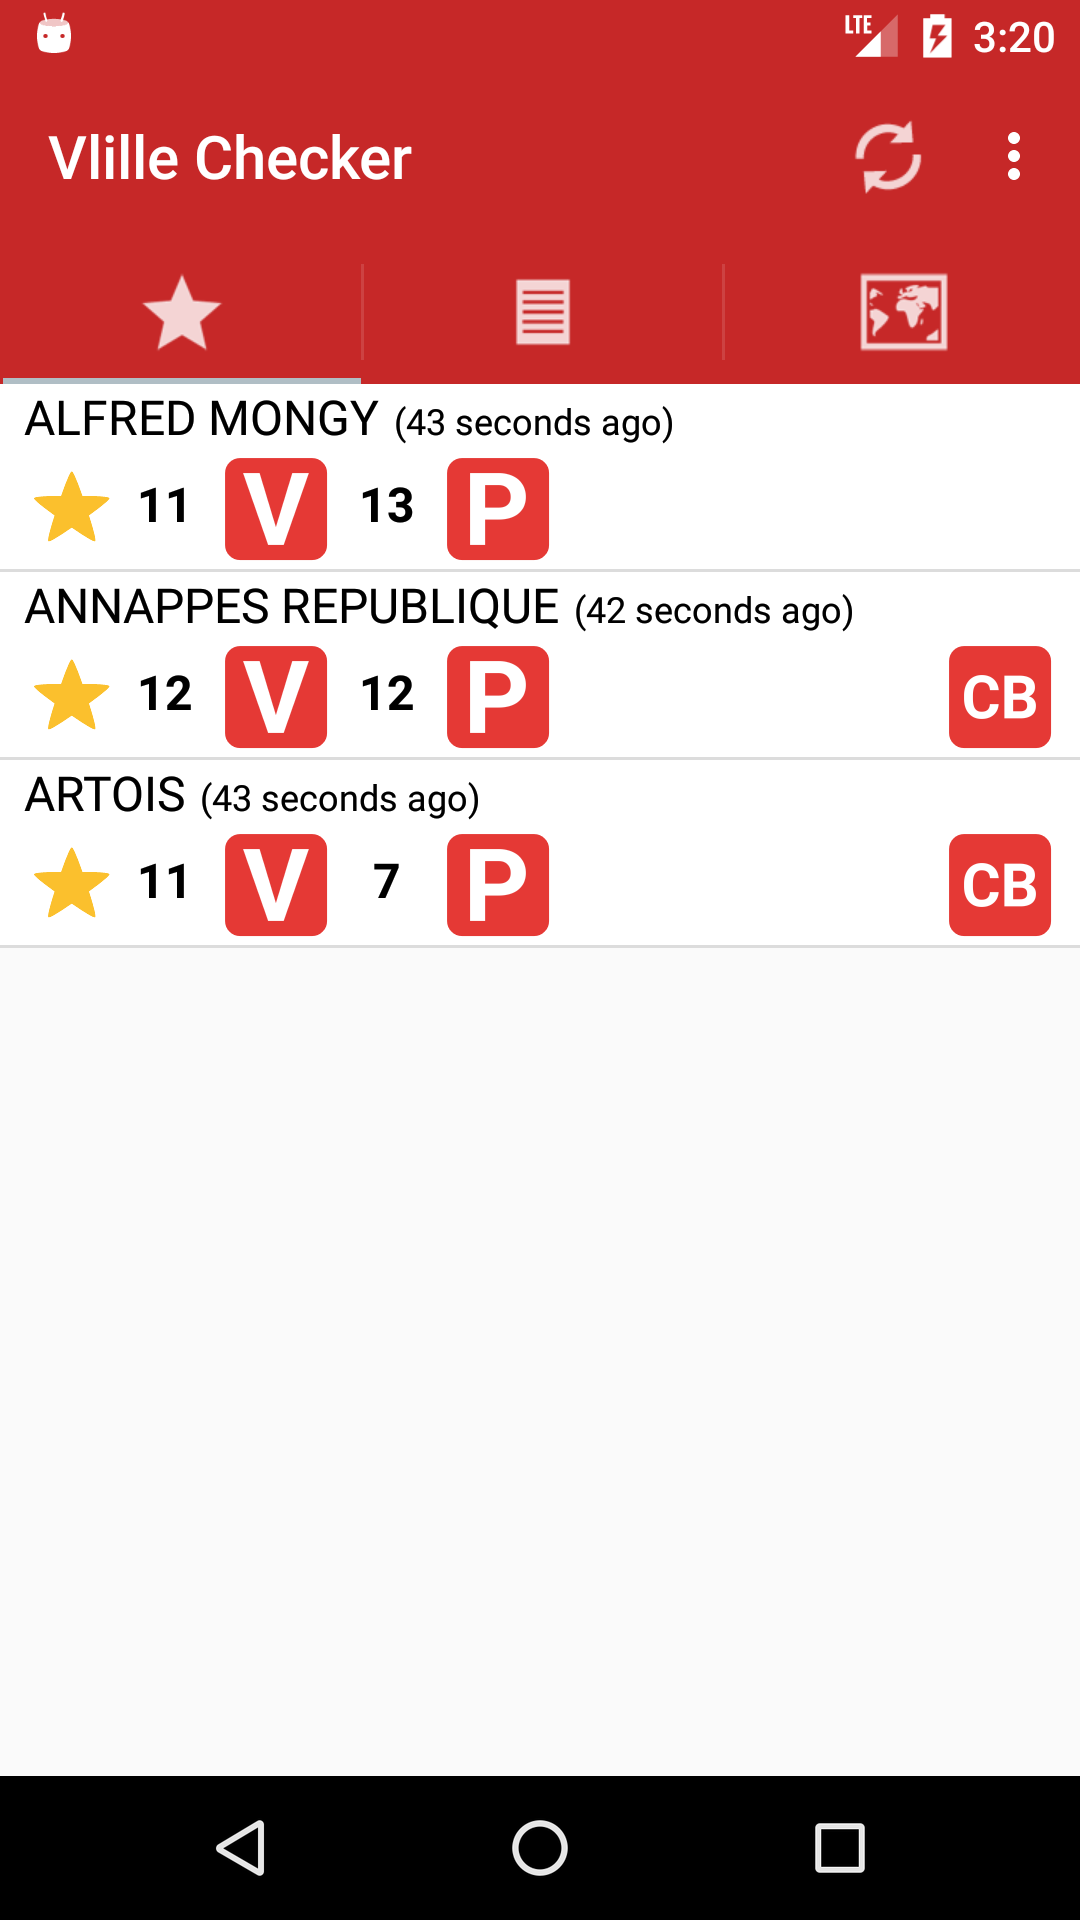 LTE 3:20
Vlille Checker
ALFRED MONGY (43 seconds ago)
11 V 13 P
ANNAPPES REPUBLIQUE (42 seconds ago)
12 V 12 P CB
ARTOIS (43 seconds ago)
11 V 7 P CB